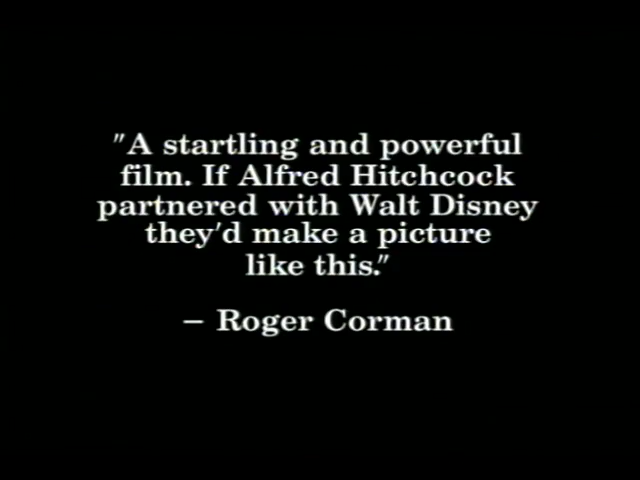 "A startling and powerful
film. If Alfred Hitchcock
partnered with Walt Disney
they'd make a picture
like this."
– Roger Corman